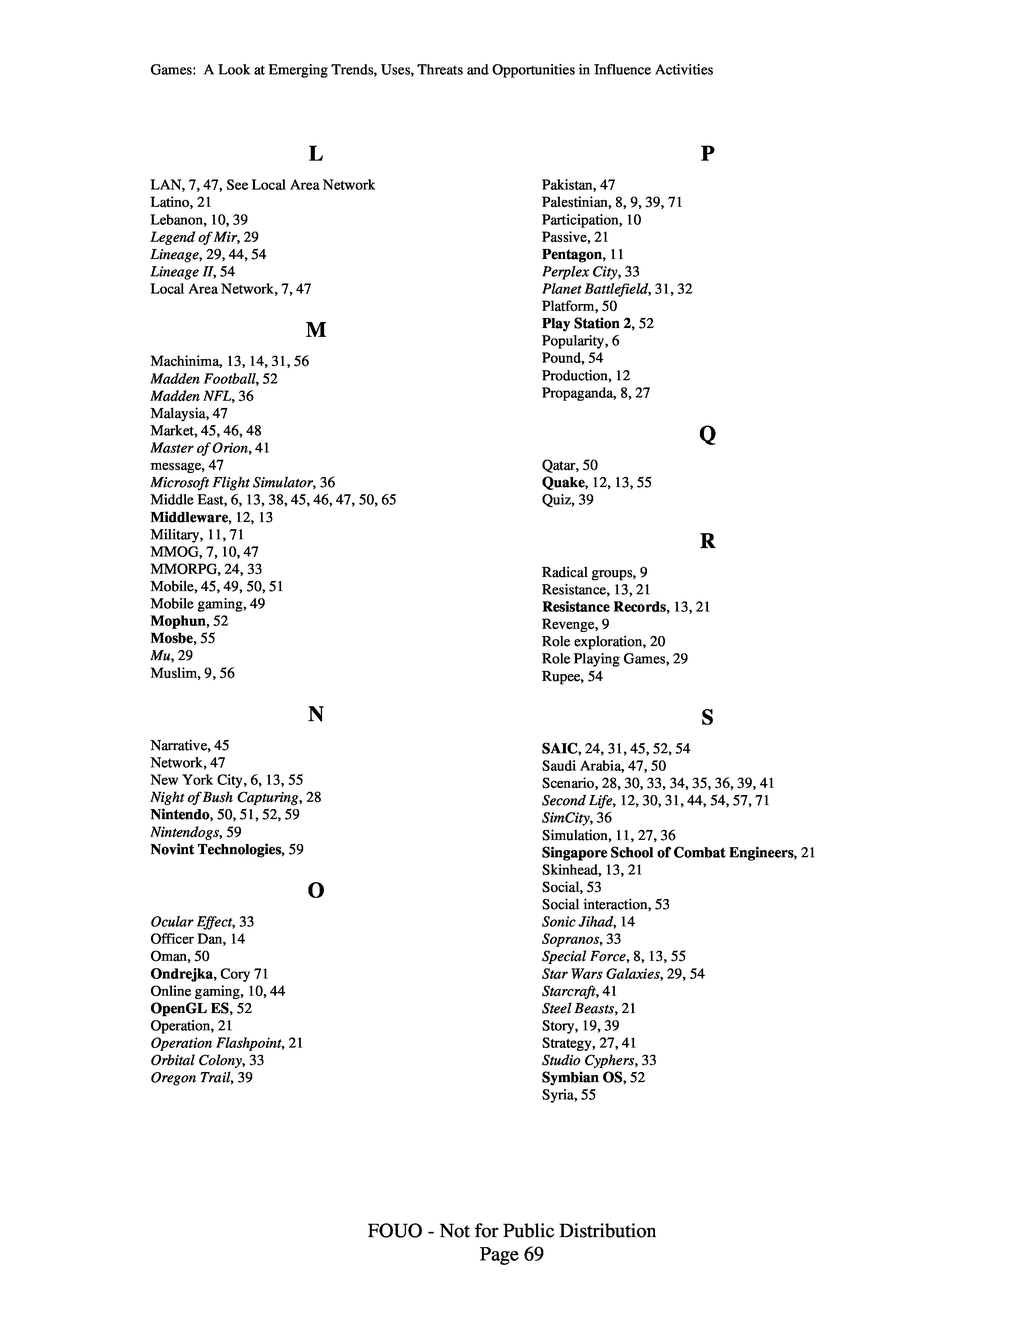 Games: A Look at Emerging Trends, Uses, Threats and Opportunities in Influence Activities
L
LAN, 7, 47, See Local Area Network
Latino, 21
Lebanon, 10, 39
Legend of Mir, 29
Lineage, 29, 44, 54
Lineage II, 54
Local Area Network, 7, 47
M
Machinima, 13, 14, 31, 56
Madden Football, 52
Madden NFL, 36
Malaysia, 47
Market, 45, 46, 48
Master of Orion, 41
message, 47
Microsoft Flight Simulator, 36
Middle East, 6, 13, 38, 45, 46, 47, 50, 65
Middleware, 12, 13
Military, 11, 71
MMOG, 7, 10, 47
MMORPG, 24, 33
Mobile, 45, 49, 50, 51
Mobile gaming, 49
Mophun, 52
Mosbe, 55
Mu, 29
Muslim, 9, 56
N
Narrative, 45
Network, 47
New York City, 6, 13, 55
Night of Bush Capturing, 28
Nintendo, 50, 51, 52, 59
Nintendogs, 59
Novint Technologies, 59
O
Ocular Effect, 33
Officer Dan, 14
Oman, 50
Ondrejka, Cory 71
Online gaming, 10, 44
OpenGL ES, 52
Operation, 21
Operation Flashpoint, 21
Orbital Colony, 33
Oregon Trail, 39
P
Pakistan, 47
Palestinian, 8, 9, 39, 71
Participation, 10
Passive, 21
Pentagon, 11
Perplex City, 33
Planet Battlefield, 31, 32
Platform, 50
Play Station 2, 52
Popularity, 6
Pound, 54
Production, 12
Propaganda, 8, 27
Q
Qatar, 50
Quake, 12, 13, 55
Quiz, 39
R
Radical groups, 9
Resistance, 13, 21
Resistance Records, 13, 21
Revenge, 9
Role exploration, 20
Role Playing Games, 29
Rupee, 54
S
SAIC, 24, 31, 45, 52, 54
Saudi Arabia, 47, 50
Scenario, 28, 30, 33, 34, 35, 36, 39, 41
Second Life, 12, 30, 31, 44, 54, 57, 71
SimCity, 36
Simulation, 11, 27, 36
Singapore School of Combat Engineers, 21
Skinhead, 13, 21
Social, 53
Social interaction, 53
Sonic Jihad, 14
Sopranos, 33
Special Force, 8, 13, 55
Star Wars Galaxies, 29, 54
Starcraft, 41
Steel Beasts, 21
Story, 19, 39
Strategy, 27, 41
Studio Cyphers, 33
Symbian OS, 52
Syria, 55
FOUO - Not for Public Distribution
Page 69